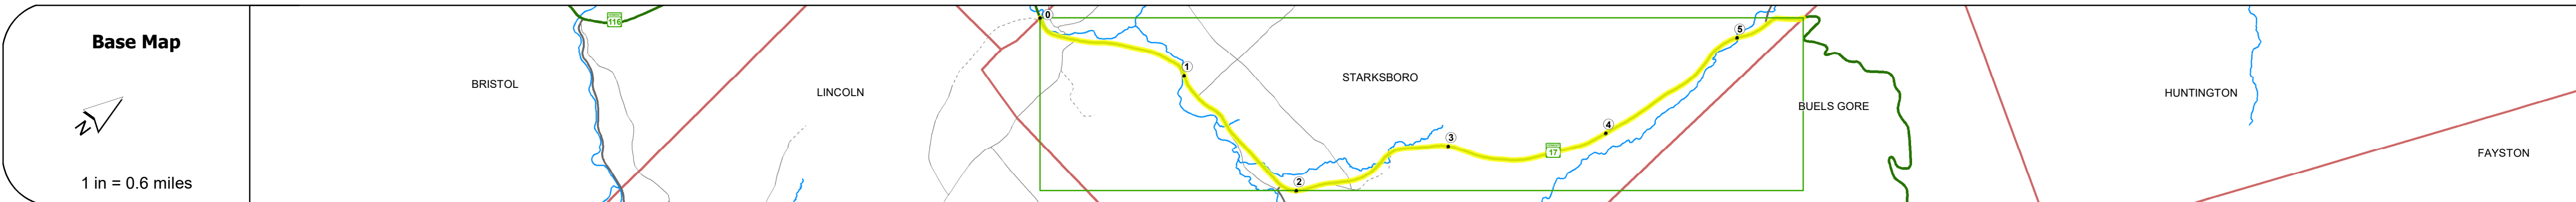 Base Map
N
1 in = 0.6 miles
116
BRISTOL
LINCOLN
0
1
STARKSBORO
2
3
17
4
5
BUELS GORE
HUNTINGTON
FAYSTON